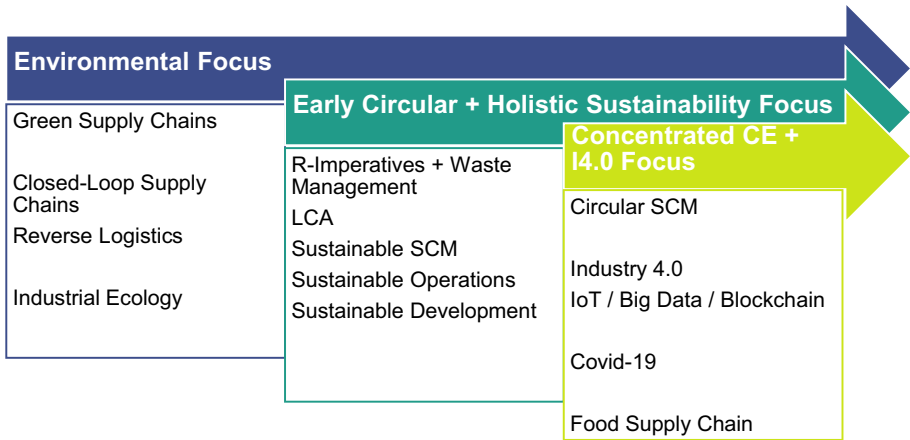 Environmental Focus
Green Supply Chains
Closed-Loop Supply
Chains
Reverse Logistics
Industrial Ecology
Early Circular + Holistic Sustainability Focus
R-Imperatives + Waste
Management
LCA
Sustainable SCM
Sustainable Operations
Sustainable Development
Concentrated CE +
I4.0 Focus
Circular SCM
Industry 4.0
IoT / Big Data / Blockchain
Covid-19
Food Supply Chain